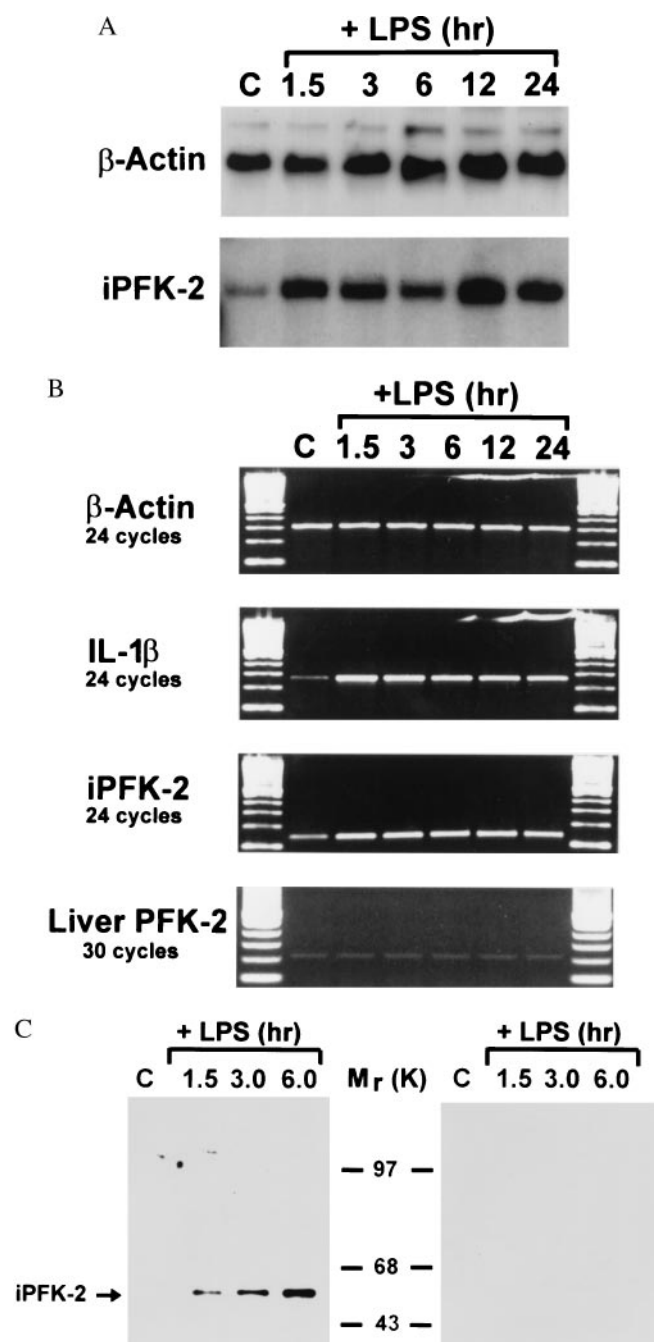 A
+ LPS (hr)
C 1.5 3 6 12 24
β-Actin
iPFK-2
B
+LPS (hr)
C 1.5 3 6 12 24
β-Actin
24 cycles
IL-1β
24 cycles
iPFK-2
24 cycles
Liver PFK-2
30 cycles
C
+ LPS (hr)
C 1.5 3.0 6.0
Mr (K)
+ LPS (hr)
C 1.5 3.0 6.0
97
68
iPFK-2
43